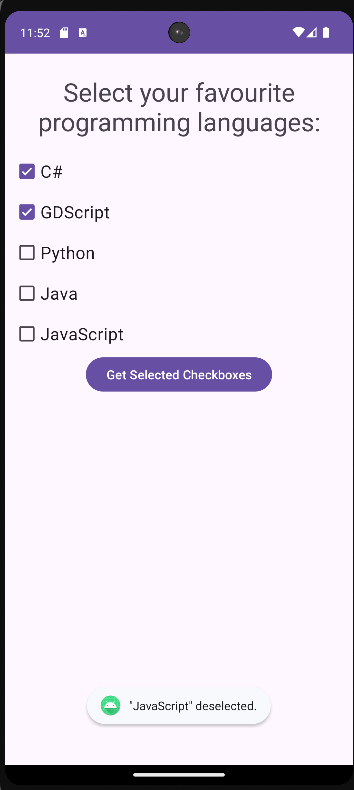 11:52
Select your favourite
programming languages:
C#
GDScript
Python
Java
JavaScript
Get Selected Checkboxes
"JavaScript" deselected.